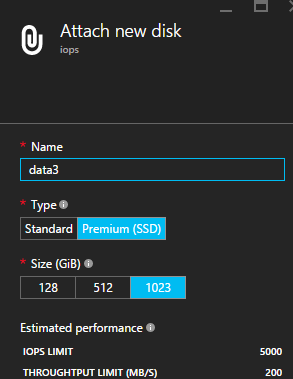 Attach new disk
iops
* Name
data3
* Type
Standard Premium (SSD)
* Size (GiB)
128 512 1023
Estimated performance
IOPS LIMIT 5000
THROUGHTPUT LIMIT (MB/S) 200